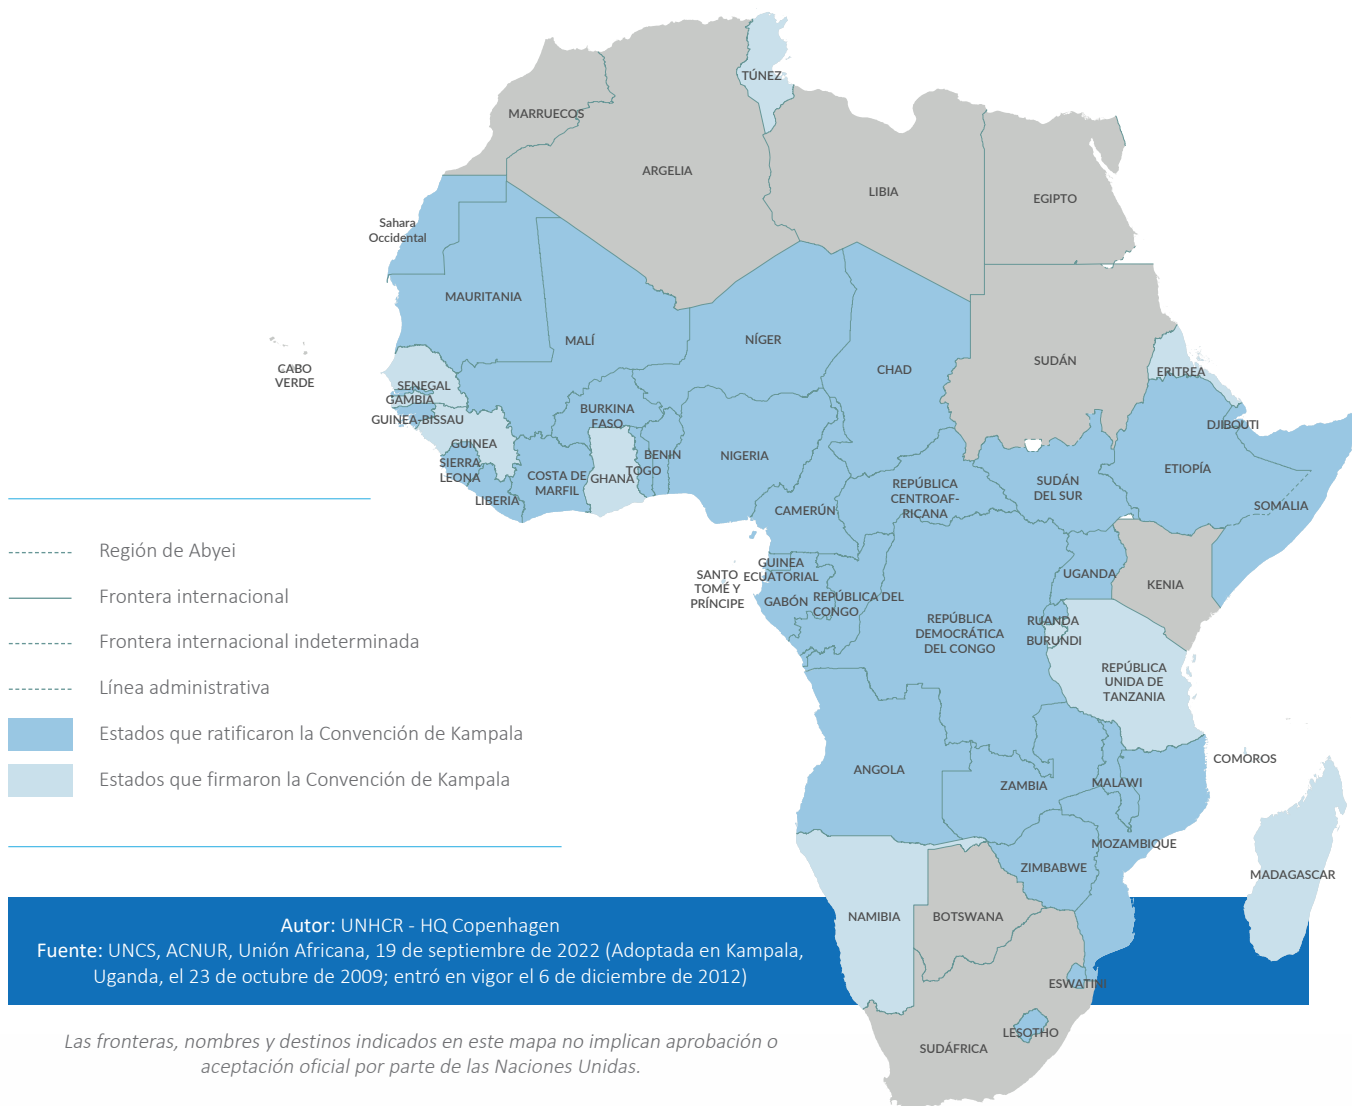 TÚNEZ
MARRUECOS
ARGELIA
LIBIA
EGIPTO
Sahara
Occidental
MAURITANIA
MALÍ
NÍGER
CHAD
SUDÁN
ERITREA
CABO
VERDE
SENEGAL
GAMBIA
GUINEA-BISSAU
GUINEA
SIERRA
LEONA
LIBERIA
COSTA DE
MARFIL
BURKINA
FASO
GHANA
TOGO
BENIN
NIGERIA
CAMERÚN
REPÚBLICA
CENTROAF-
RICANA
SUDÁN
DEL SUR
ETIOPÍA
DJIBOUTI
SOMALIA
SANTO
TOMÉ Y
PRÍNCIPE
GUINEA
ECUATORIAL
GABÓN
REPÚBLICA DEL
CONGO
REPÚBLICA
DEMOCRÁTICA
DEL CONGO
UGANDA
KENIA
RUANDA
BURUNDI
REPÚBLICA
UNIDA DE
TANZANIA
COMOROS
ANGOLA
ZAMBIA
MALAWI
MOZAMBIQUE
ZIMBABWE
MADAGASCAR
NAMIBIA
BOTSWANA
ESWATINI
LESOTHO
SUDÁFRICA
Región de Abyei
Frontera internacional
Frontera internacional indeterminada
Línea administrativa
Estados que ratificaron la Convención de Kampala
Estados que firmaron la Convención de Kampala
Autor: UNHCR - HQ Copenhagen
Fuente: UNCS, ACNUR, Unión Africana, 19 de septiembre de 2022 (Adoptada en Kampala,
Uganda, el 23 de octubre de 2009; entró en vigor el 6 de diciembre de 2012)
Las fronteras, nombres y destinos indicados en este mapa no implican aprobación o
aceptación oficial por parte de las Naciones Unidas.